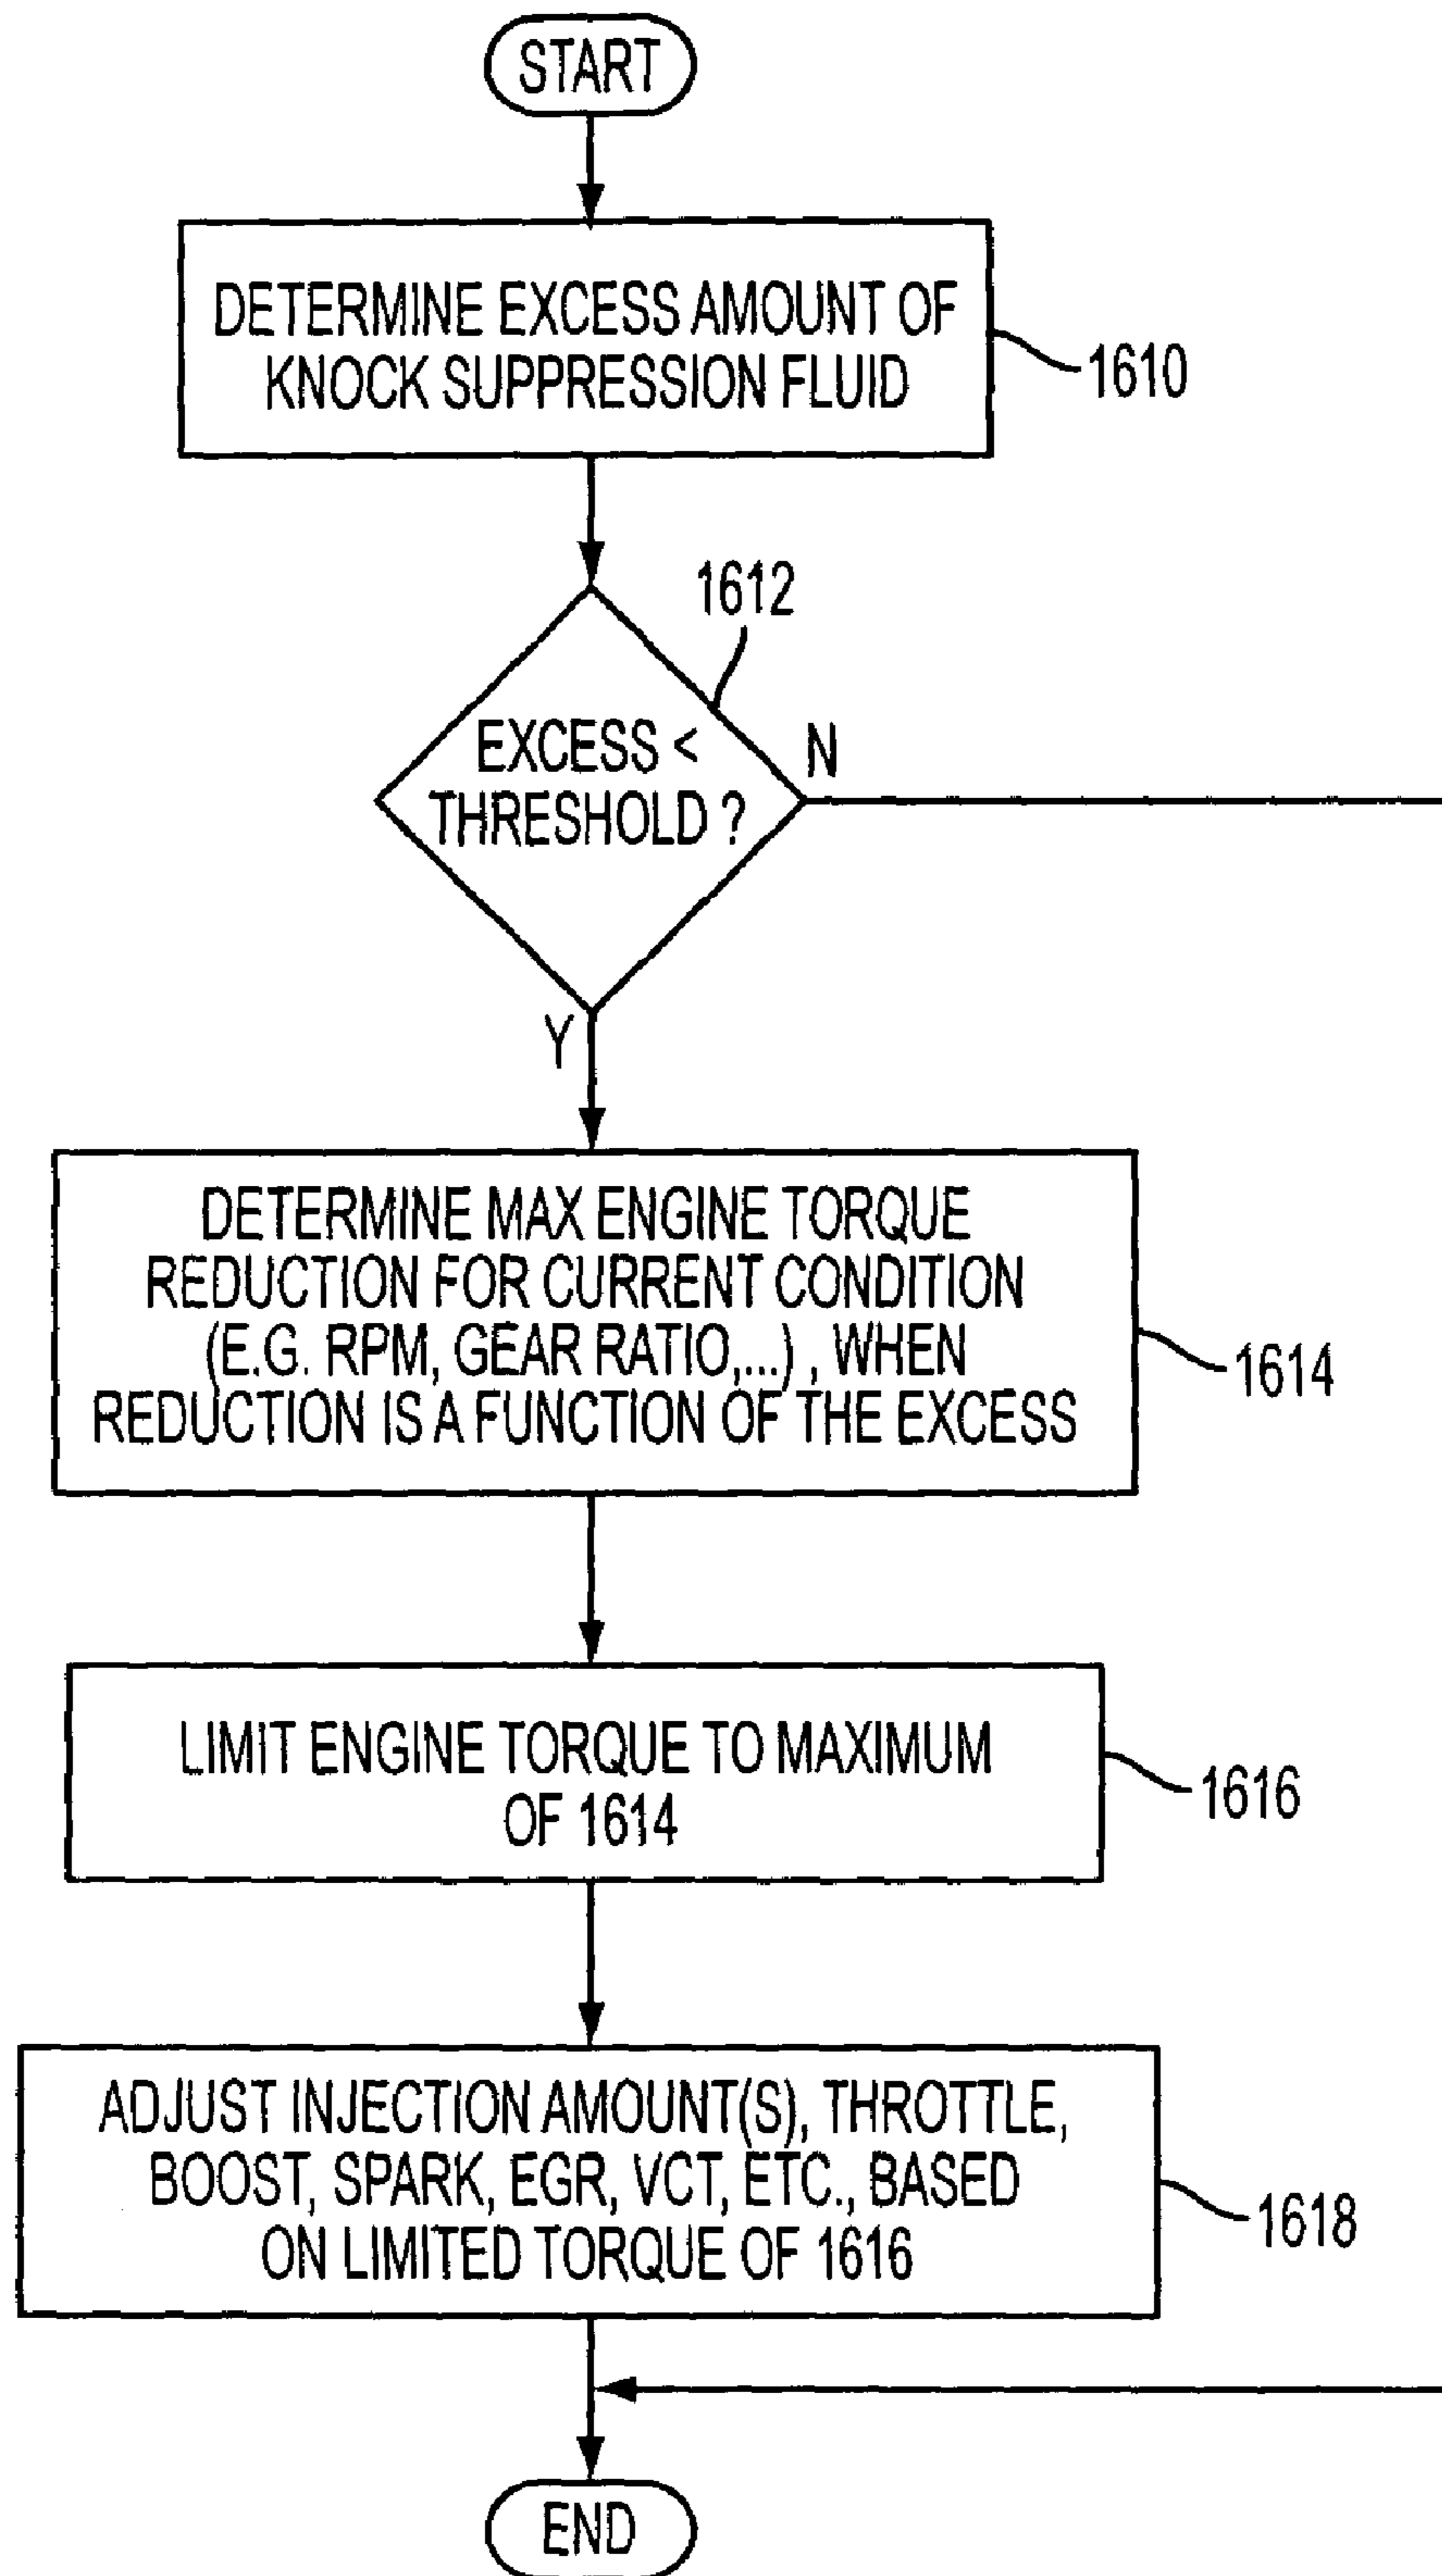 START
DETERMINE EXCESS AMOUNT OF
KNOCK SUPPRESSION FLUID
1610
1612
EXCESS <
THRESHOLD ?
N
Y
DETERMINE MAX ENGINE TORQUE
REDUCTION FOR CURRENT CONDITION
(E.G. RPM, GEAR RATIO,...) , WHEN
REDUCTION IS A FUNCTION OF THE EXCESS
1614
LIMIT ENGINE TORQUE TO MAXIMUM
OF 1614
1616
ADJUST INJECTION AMOUNT(S), THROTTLE,
BOOST, SPARK, EGR, VCT, ETC., BASED
ON LIMITED TORQUE OF 1616
1618
END